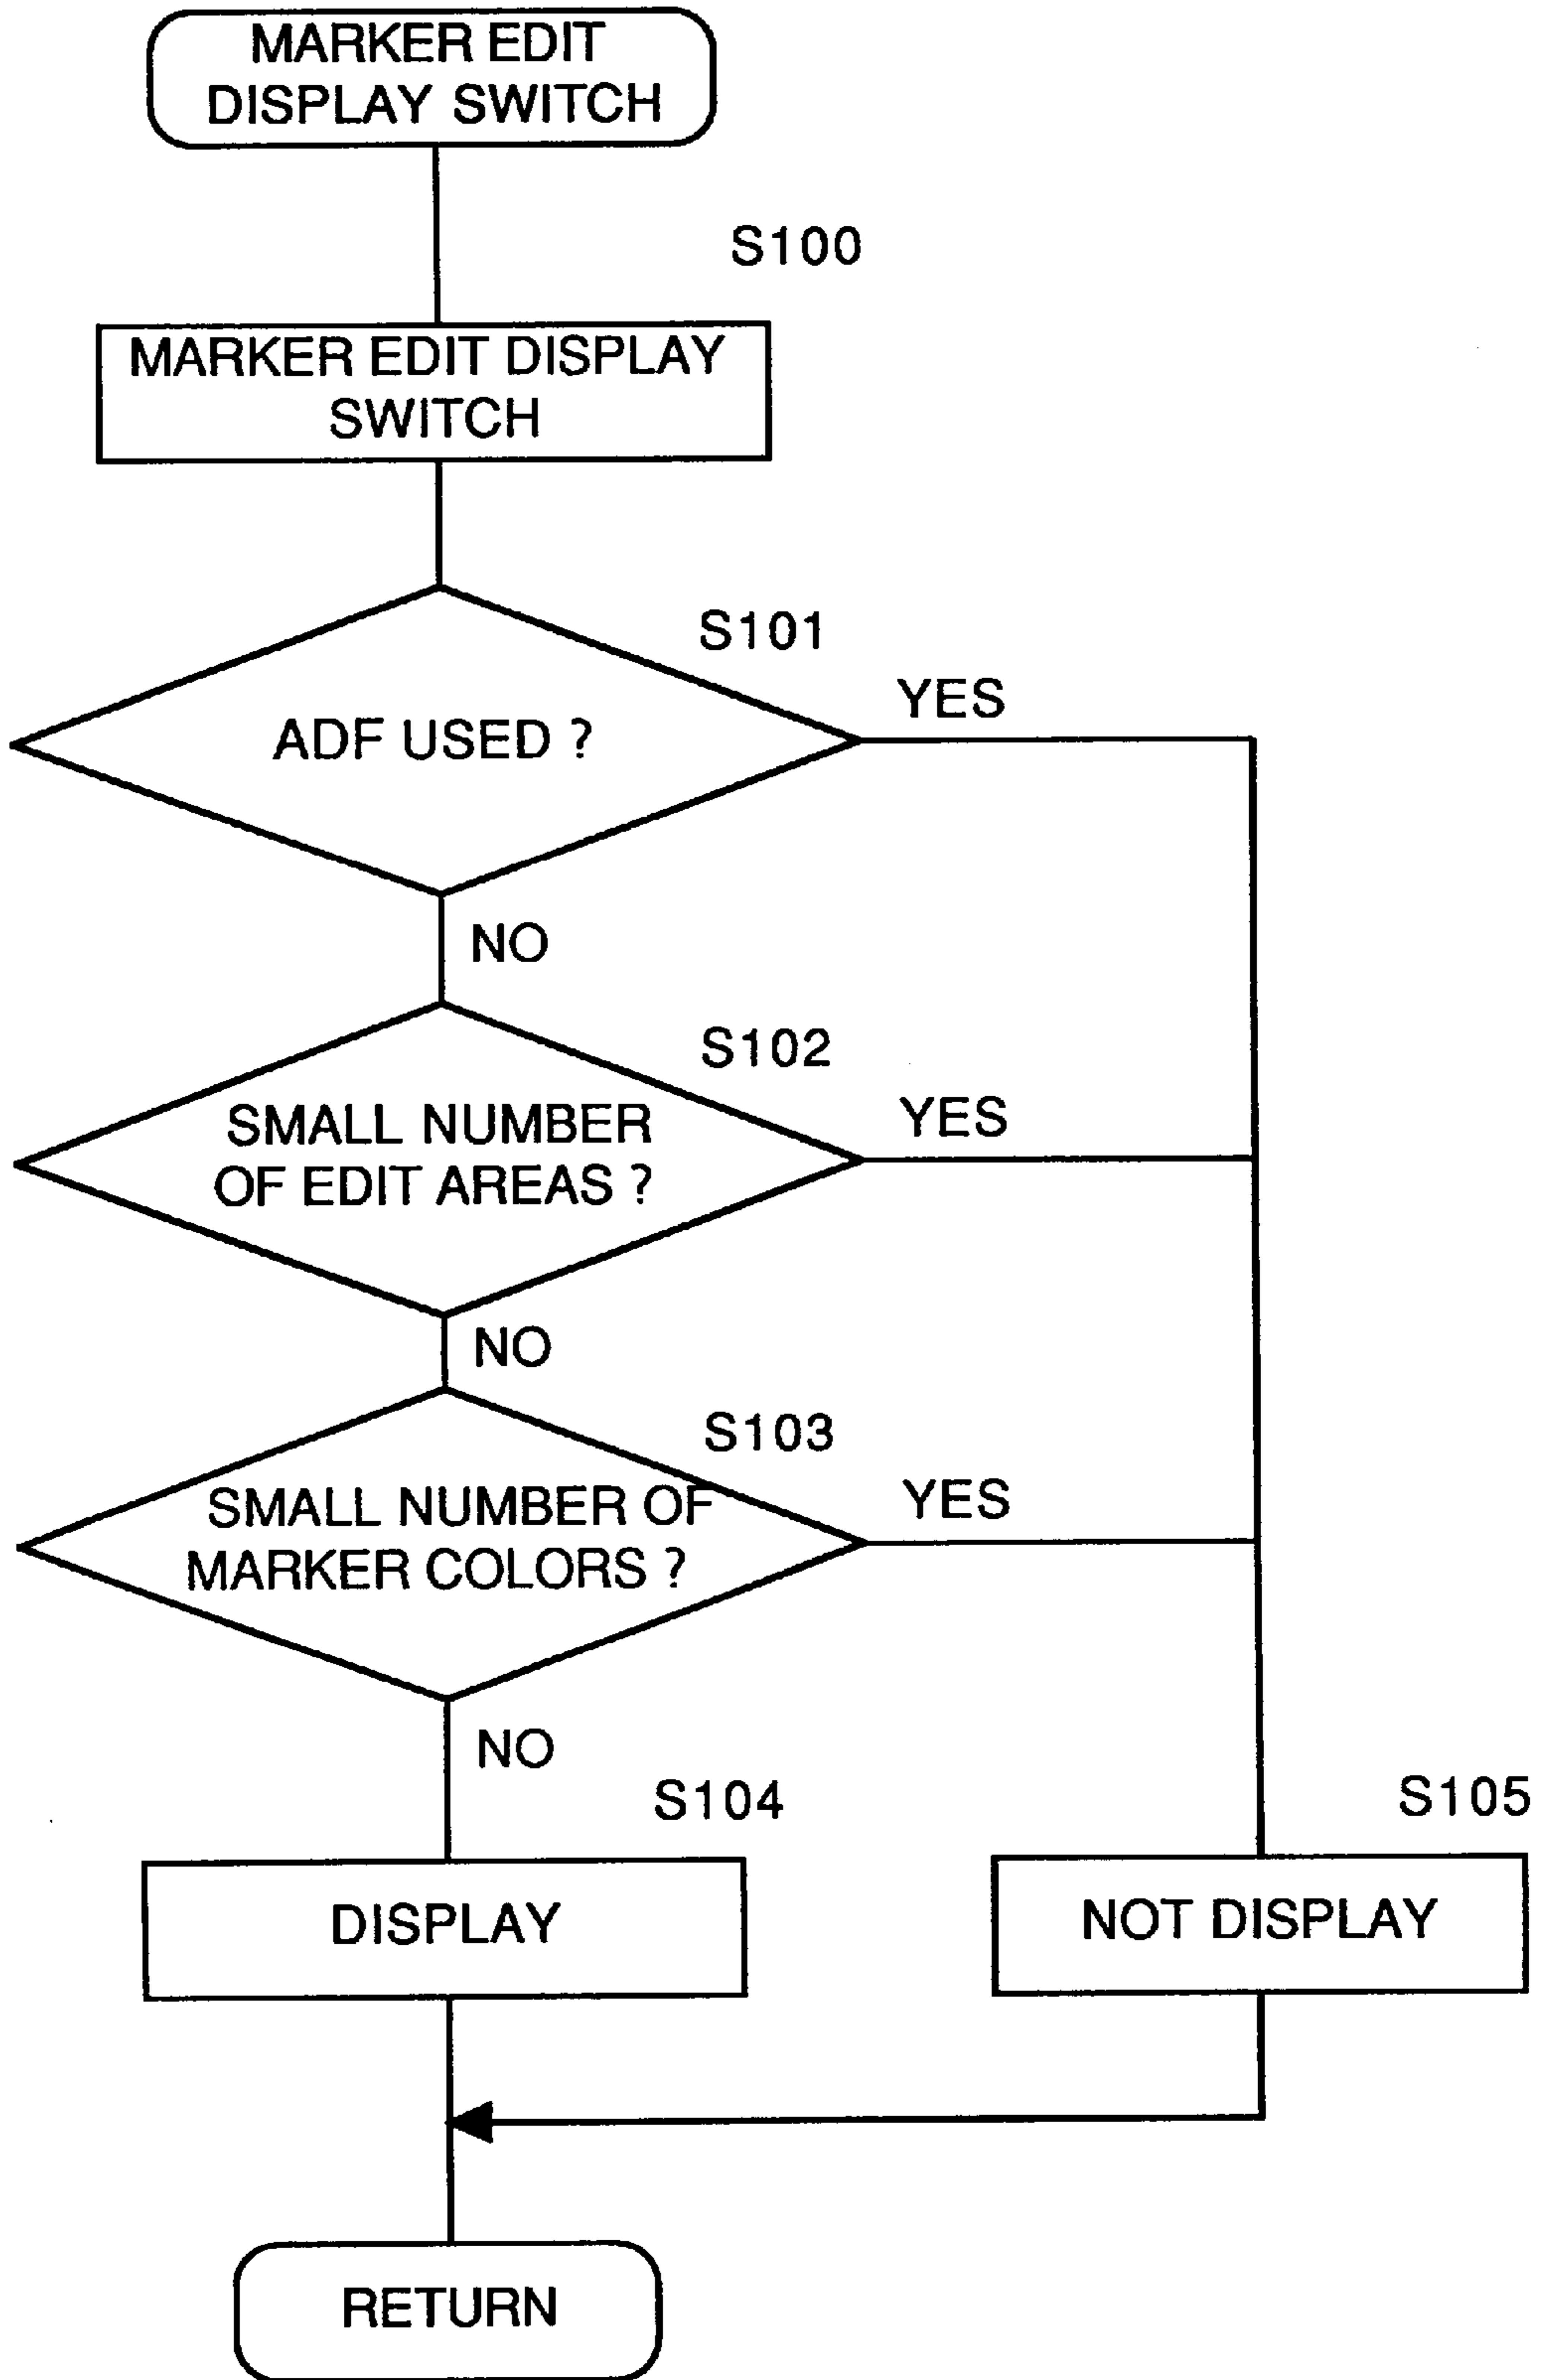 MARKER EDIT
DISPLAY SWITCH
S100
MARKER EDIT DISPLAY
SWITCH
S101
ADF USED ?
YES
NO
S102
SMALL NUMBER
OF EDIT AREAS ?
YES
NO
S103
SMALL NUMBER OF
MARKER COLORS ?
YES
NO
S104
DISPLAY
S105
NOT DISPLAY
RETURN